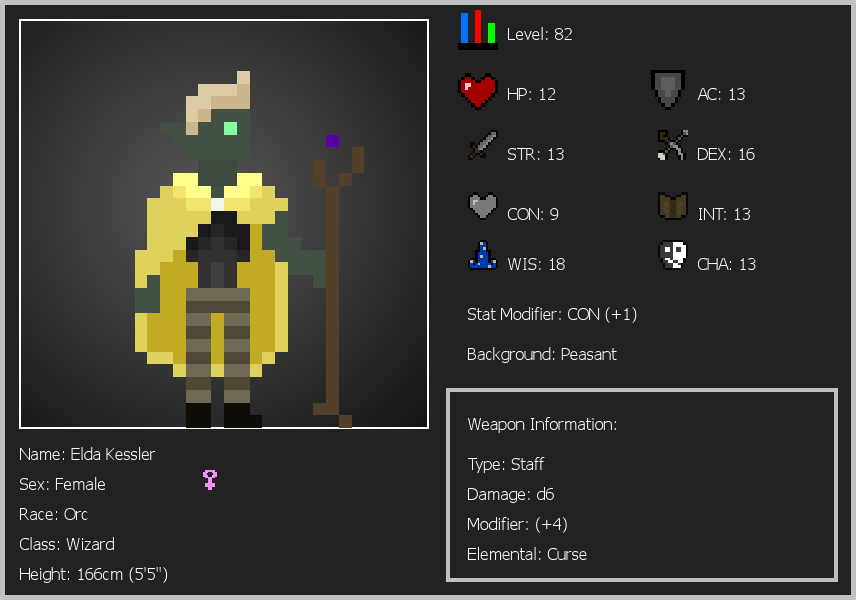 Level: 82
HP: 12
AC: 13
STR: 13
DEX: 16
CON: 9
INT: 13
WIS: 18
CHA: 13
Stat Modifier: CON (+1)
Background: Peasant
Weapon Information:
Type: Staff
Damage: d6
Modifier: (+4)
Elemental: Curse
Name: Elda Kessler
Sex: Female
Race: Orc
Class: Wizard
Height: 166cm (5'5")